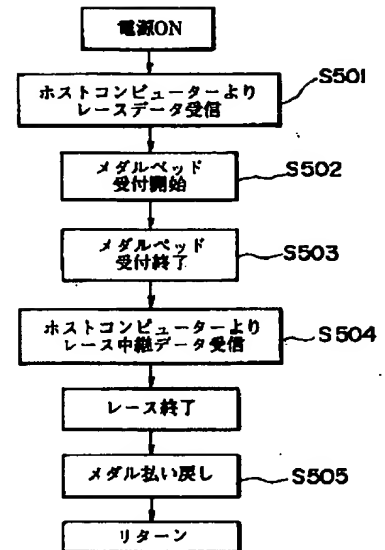 電源ON
ホストコンピューターより
レースデータ受信
S501
メダルベッド
受付開始
S502
メダルベッド
受付終了
S503
ホストコンピューターより
レース中継データ受信
S504
レース終了
メダル払い戻し
S505
リターン